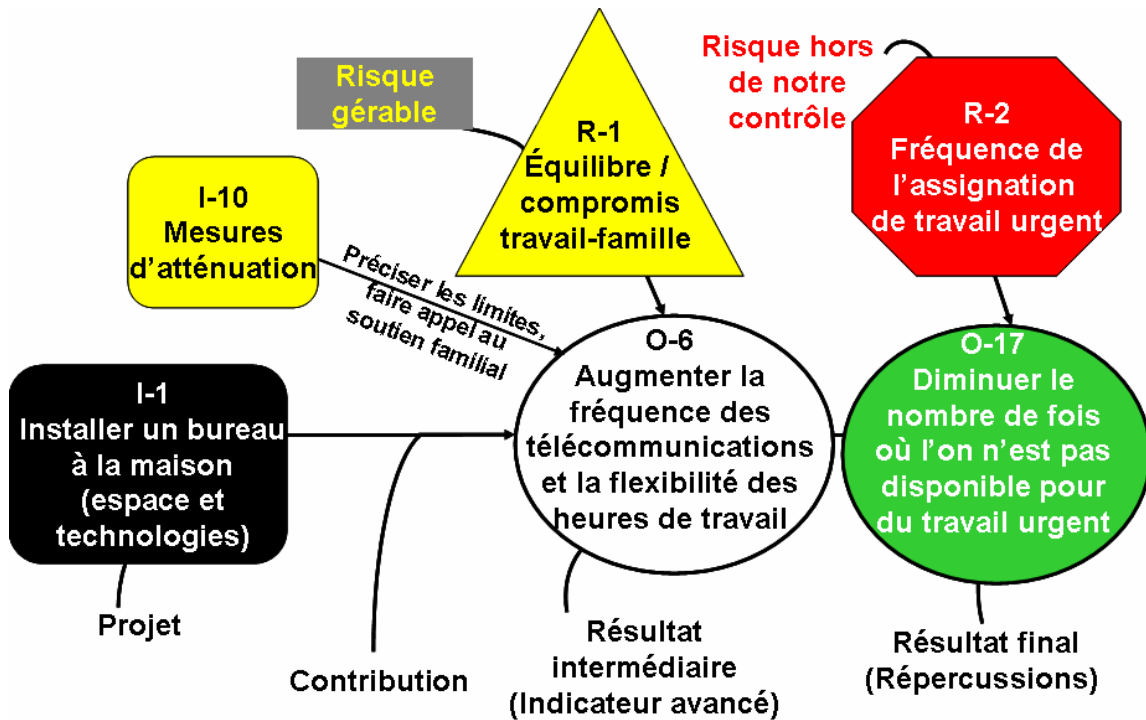 Risque
gérable
R-1
Équilibre /
compromis
travail-famille
Risque hors
de notre
contrôle
R-2
Fréquence de
l'assignation
de travail urgent
I-10
Mesures
d'atténuation
Préciser les limites,
faire appel au
soutien familial
I-1
Installer un bureau
à la maison
(espace et
technologies)
O-6
Augmenter la
fréquence des
télécommunications
et la flexibilité des
heures de travail
O-17
Diminuer le
nombre de fois
où l'on n'est pas
disponible pour
du travail urgent
Projet
Contribution
Résultat
intermédiaire
(Indicateur avancé)
Résultat final
(Répercussions)